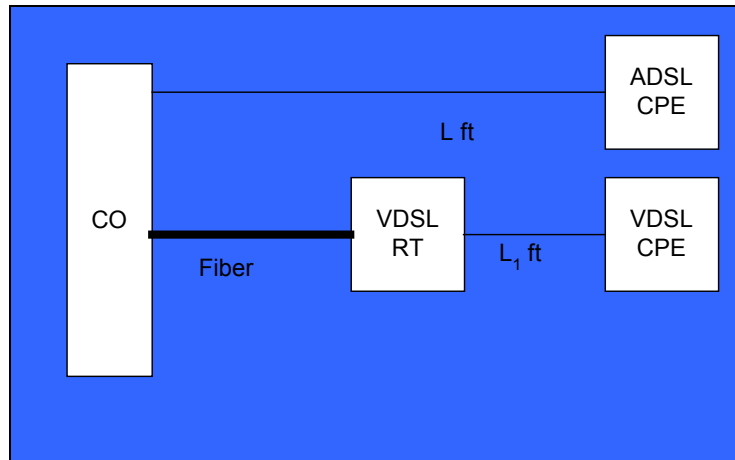 ADSL
CPE
L ft
CO
VDSL
RT
VDSL
CPE
L₁ ft
Fiber